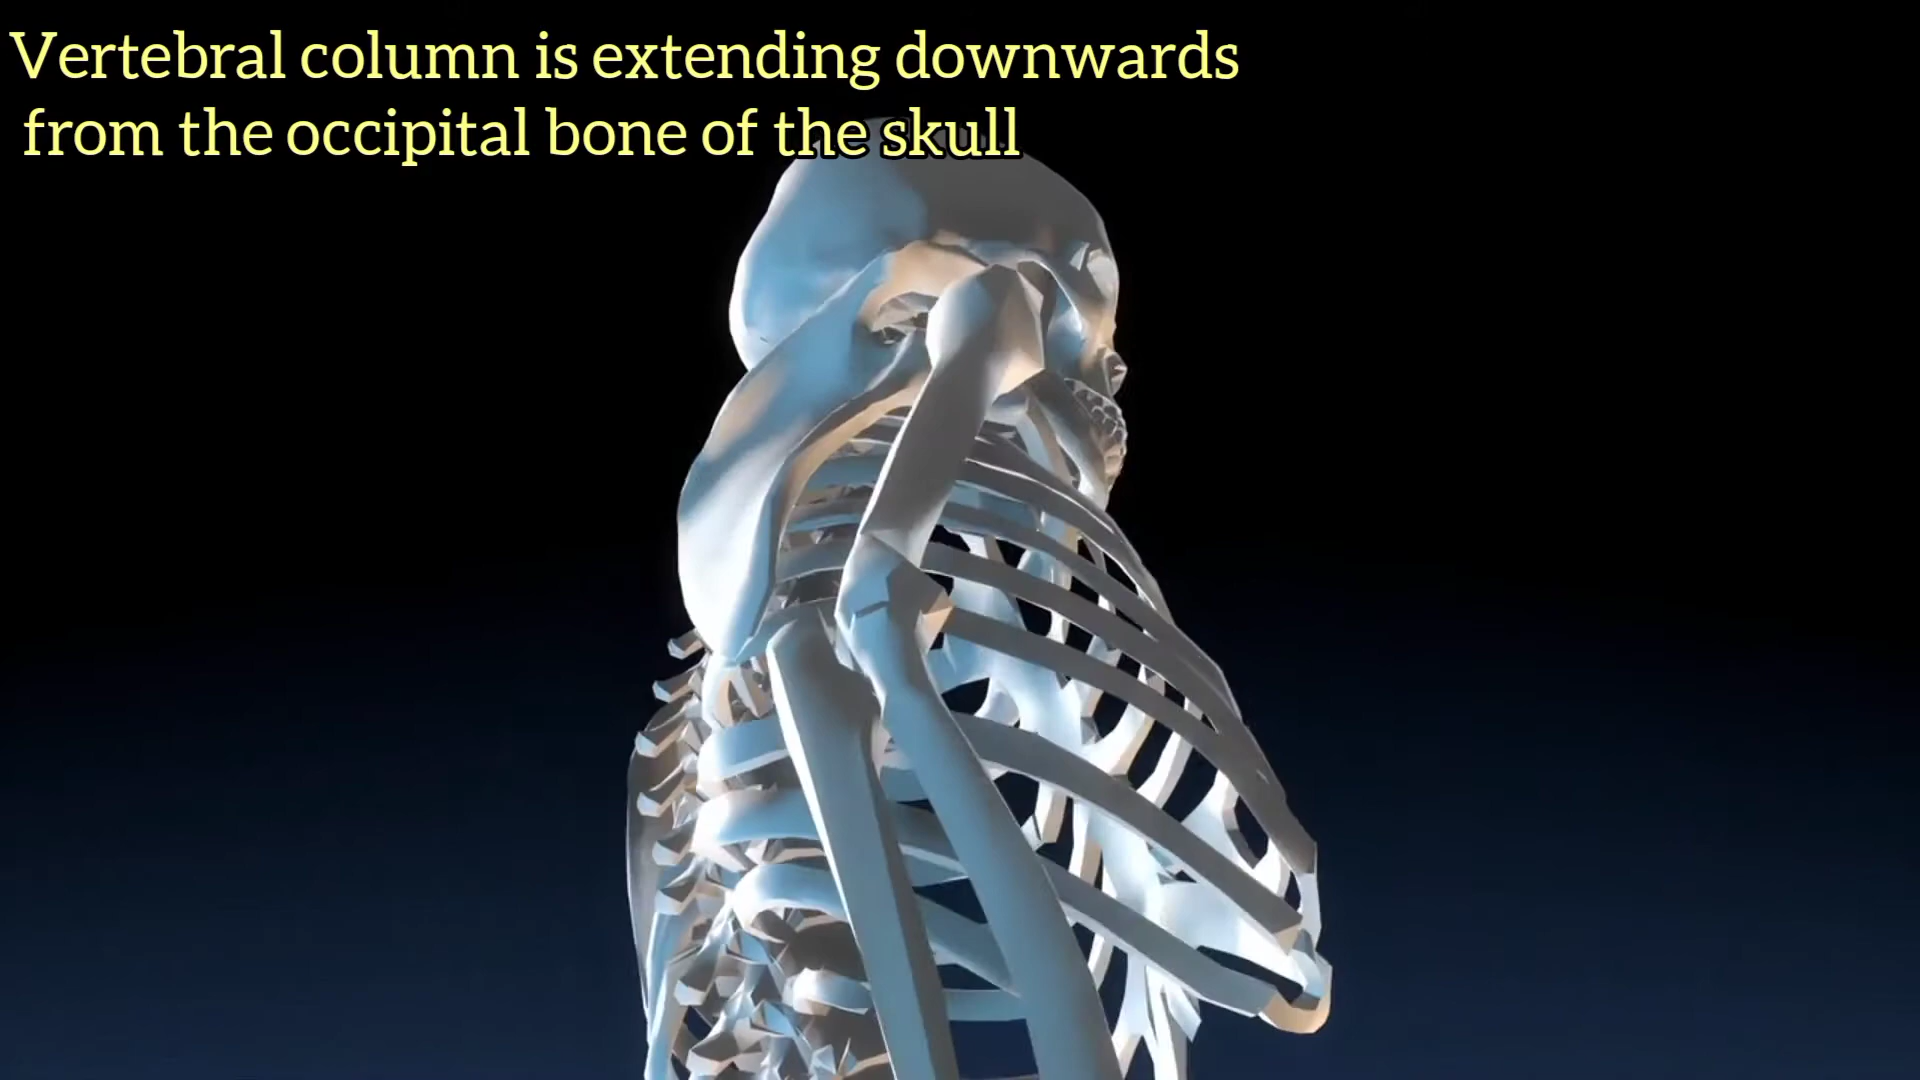 Vertebral column is extending downwards
from the occipital bone of the skull